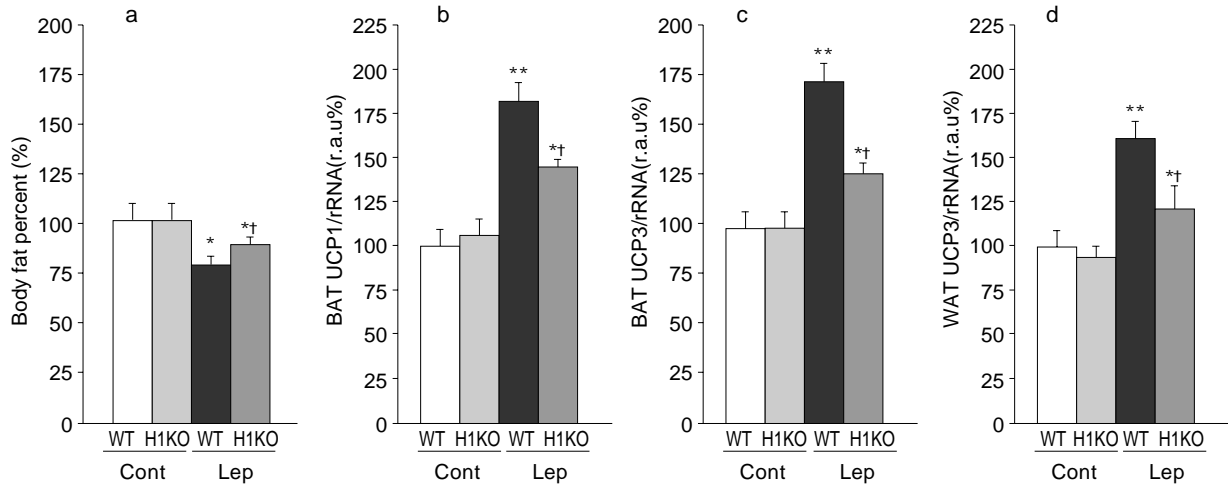 a
Body fat percent (%)
200
175
150
125
100
75
50
25
0
*
*†
WT H1KO WT H1KO
Cont Lep
b
BAT UCP1/rRNA(r.a.u%)
225
200
175
150
125
100
75
50
25
0
**
*†
WT H1KO WT H1KO
Cont Lep
c
BAT UCP3/rRNA(r.a.u%)
200
175
150
125
100
75
50
25
0
**
*†
WT H1KO WT H1KO
Cont Lep
d
WAT UCP3/rRNA(r.a.u%)
225
200
175
150
125
100
75
50
25
0
**
*†
WT H1KO WT H1KO
Cont Lep